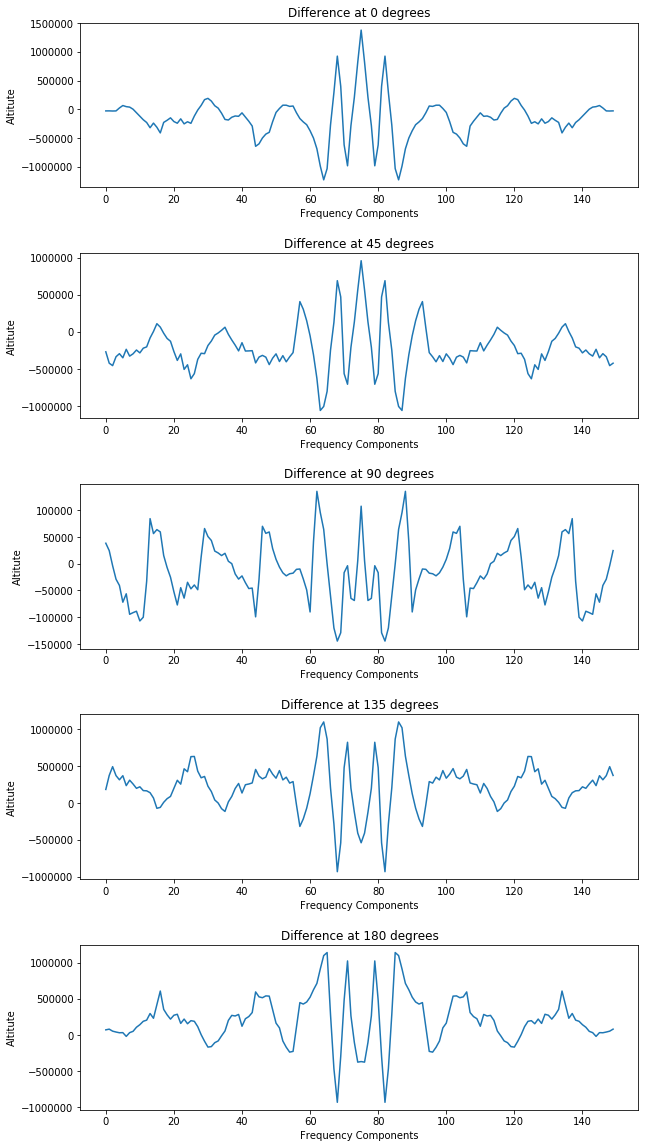 Difference at 0 degrees
1500000
1000000
500000
0
−500000
−1000000
Altitute
0 20 40 60 80 100 120 140
Frequency Components
Difference at 45 degrees
1000000
500000
0
−500000
−1000000
Altitute
0 20 40 60 80 100 120 140
Frequency Components
Difference at 90 degrees
100000
50000
0
−50000
−100000
−150000
Altitute
0 20 40 60 80 100 120 140
Frequency Components
Difference at 135 degrees
1000000
500000
0
−500000
−1000000
Altitute
0 20 40 60 80 100 120 140
Frequency Components
Difference at 180 degrees
1000000
500000
0
−500000
−1000000
Altitute
0 20 40 60 80 100 120 140
Frequency Components